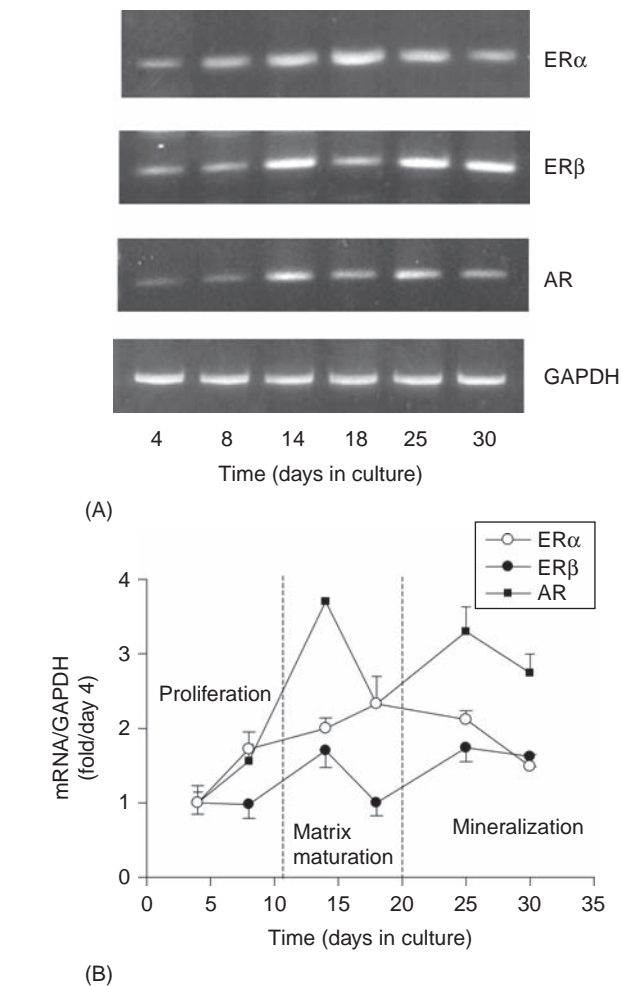 ERα
ERβ
AR
GAPDH
4 8 14 18 25 30
Time (days in culture)
(A)
ERα
ERβ
AR
mRNA/GAPDH
(fold/day 4)
4
3
2
1
0
Proliferation
Matrix
maturation
Mineralization
0 5 10 15 20 25 30 35
Time (days in culture)
(B)